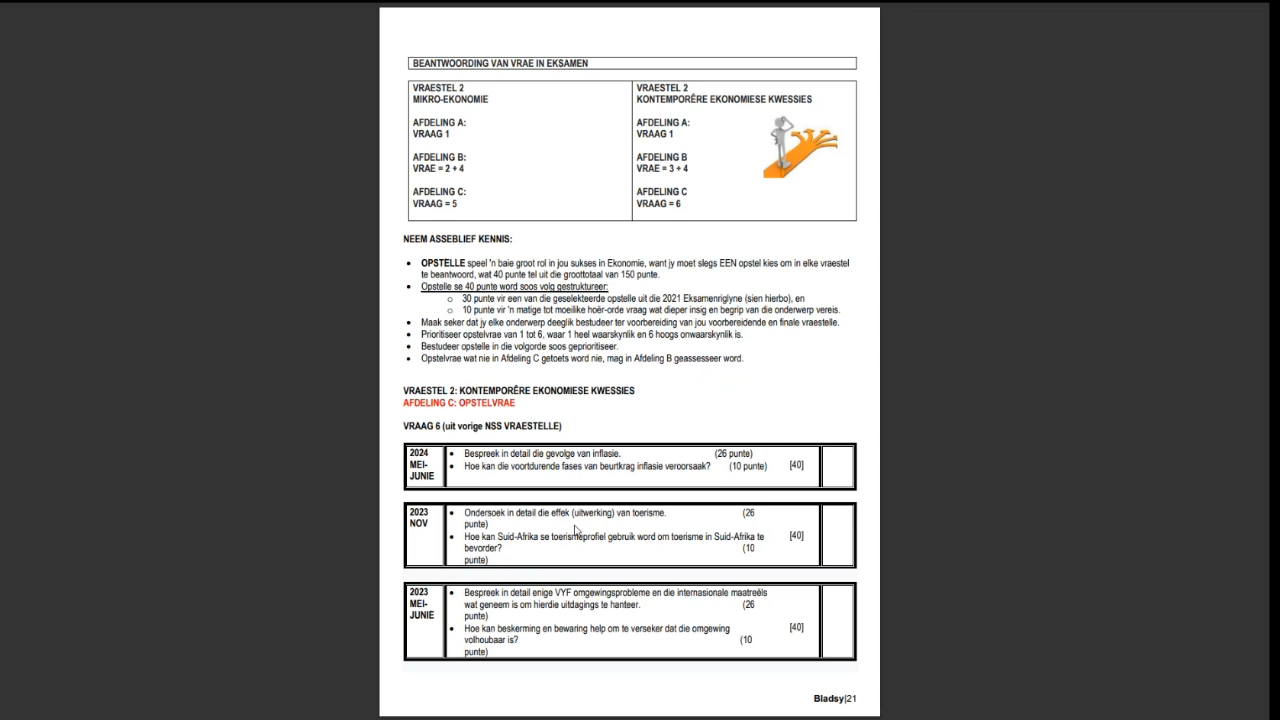 BEANTWOORDING VAN VRAE IN EKSAMEN
VRAESTEL 2
MIKRO-EKONOMIE
AFDELING A:
VRAAG 1
AFDELING B:
VRAE = 2 + 4
AFDELING C:
VRAAG = 5
VRAESTEL 2
KONTEMPORÊRE EKONOMIESE KWESSIES
AFDELING A:
VRAAG 1
AFDELING B
VRAE = 3 + 4
AFDELING C
VRAAG = 6
NEEM ASSEBLIEF KENNIS:
• OPSTELLE speel 'n baie groot rol in jou sukses in Ekonomie, want jy moet slegs EEN opstel kies om in elke vraestel
te beantwoord, wat 40 punte tel uit die groottotaal van 150 punte.
• Opstelle se 40 punte word soos volg gestruktureer:
o 30 punte vir een van die geselekteerde opstelle uit die 2021 Eksamenriglyne (sien hierbo), en
o 10 punte vir 'n matige tot moeilike hoër-orde vraag wat dieper insig en begrip van die onderwerp vereis.
• Maak seker dat jy elke onderwerp deeglik bestudeer ter voorbereiding van jou voorbereidende en finale vraestelle.
• Prioritiseer opstelvrae van 1 tot 6, waar 1 heel waarskynlik en 6 hoogs onwaarskynlik is.
• Bestudeer opstelle in die volgorde soos geprioritiseer.
• Opstelvrae wat nie in Afdeling C getoets word nie, mag in Afdeling B geassesseer word.
VRAESTEL 2: KONTEMPORÊRE EKONOMIESE KWESSIES
AFDELING C: OPSTELVRAE
VRAAG 6 (uit vorige NSS VRAESTELLE)
2024
MEI-
JUNIE
• Bespreek in detail die gevolge van inflasie. (26 punte)
• Hoe kan die voortdurende fases van beurtkrag inflasie veroorsaak? (10 punte)
[40]
2023
NOV
• Ondersoek in detail die effek (uitwerking) van toerisme. (26
punte)
• Hoe kan Suid-Afrika se toerismeprofiel gebruik word om toerisme in Suid-Afrika te
bevorder? (10
punte)
[40]
2023
MEI-
JUNIE
• Bespreek in detail enige VYF omgewingsprobleme en die internasionale maatreëls
wat geneem is om hierdie uitdagings te hanteer. (26
punte)
• Hoe kan beskerming en bewaring help om te verseker dat die omgewing
volhoubaar is? (10
punte)
[40]
Bladsy|21